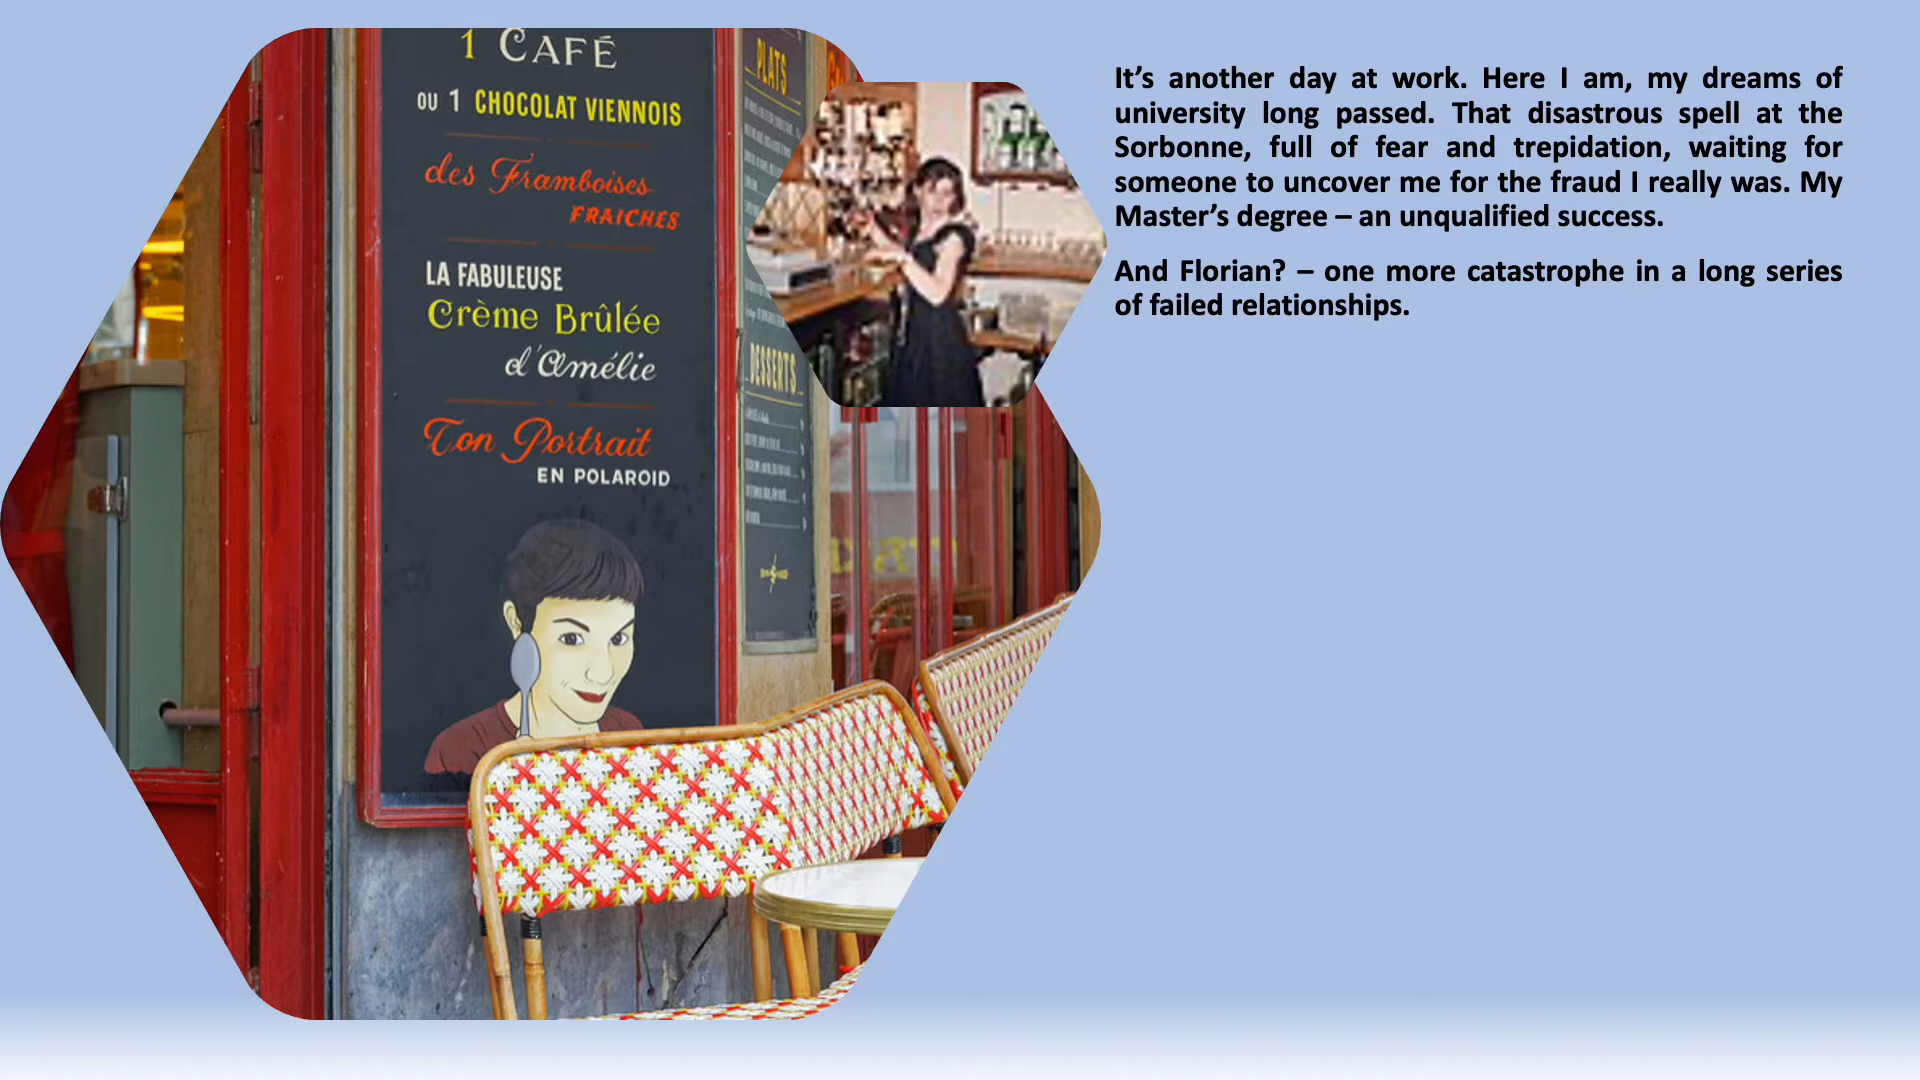 1 CAFÉ
OU 1 CHOCOLAT VIENNOIS
des Framboises
FRAICHES
LA FABULEUSE
Crème Brûlée
d'Amélie
Ton Portrait
EN POLAROID
PLATS
DESSERTS
It’s another day at work. Here I am, my dreams of
university long passed. That disastrous spell at the
Sorbonne, full of fear and trepidation, waiting for
someone to uncover me for the fraud I really was. My
Master’s degree – an unqualified success.
And Florian? – one more catastrophe in a long series
of failed relationships.